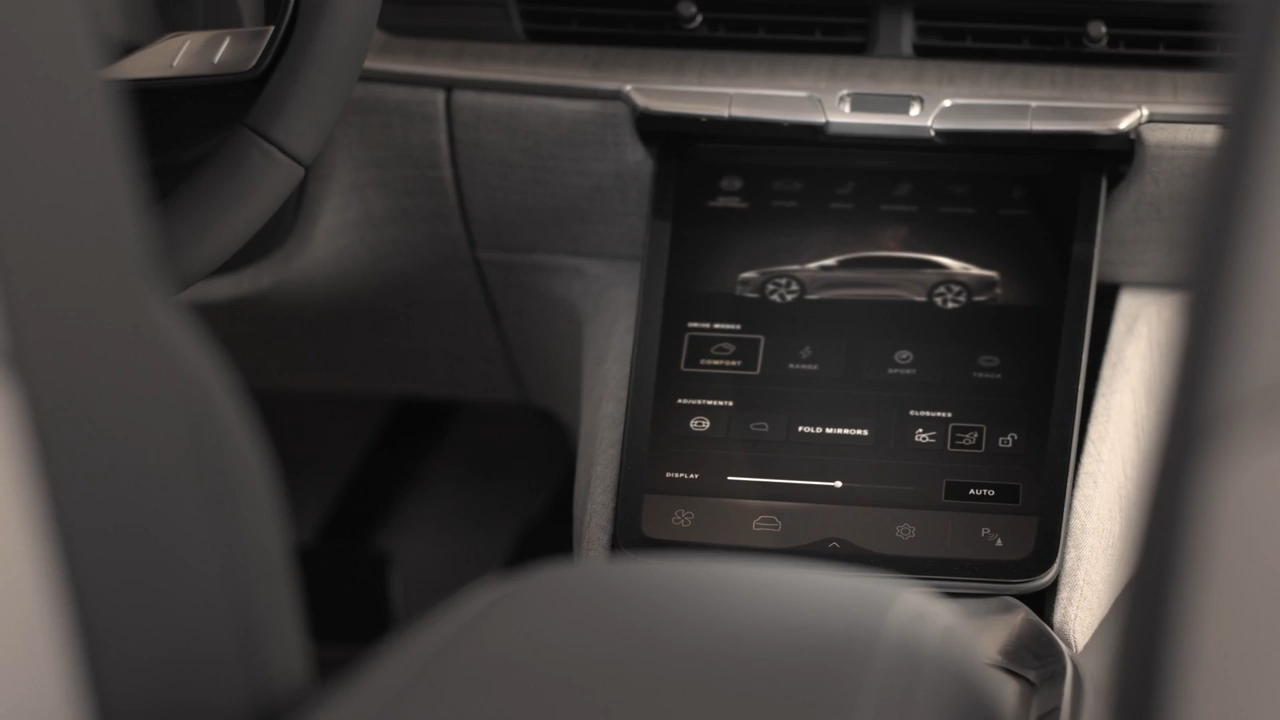 DRIVE MODES
COMFORT
RANGE
SPORT
TRACK
ADJUSTMENTS
CLOSURES
FOLD MIRRORS
DISPLAY
AUTO
P